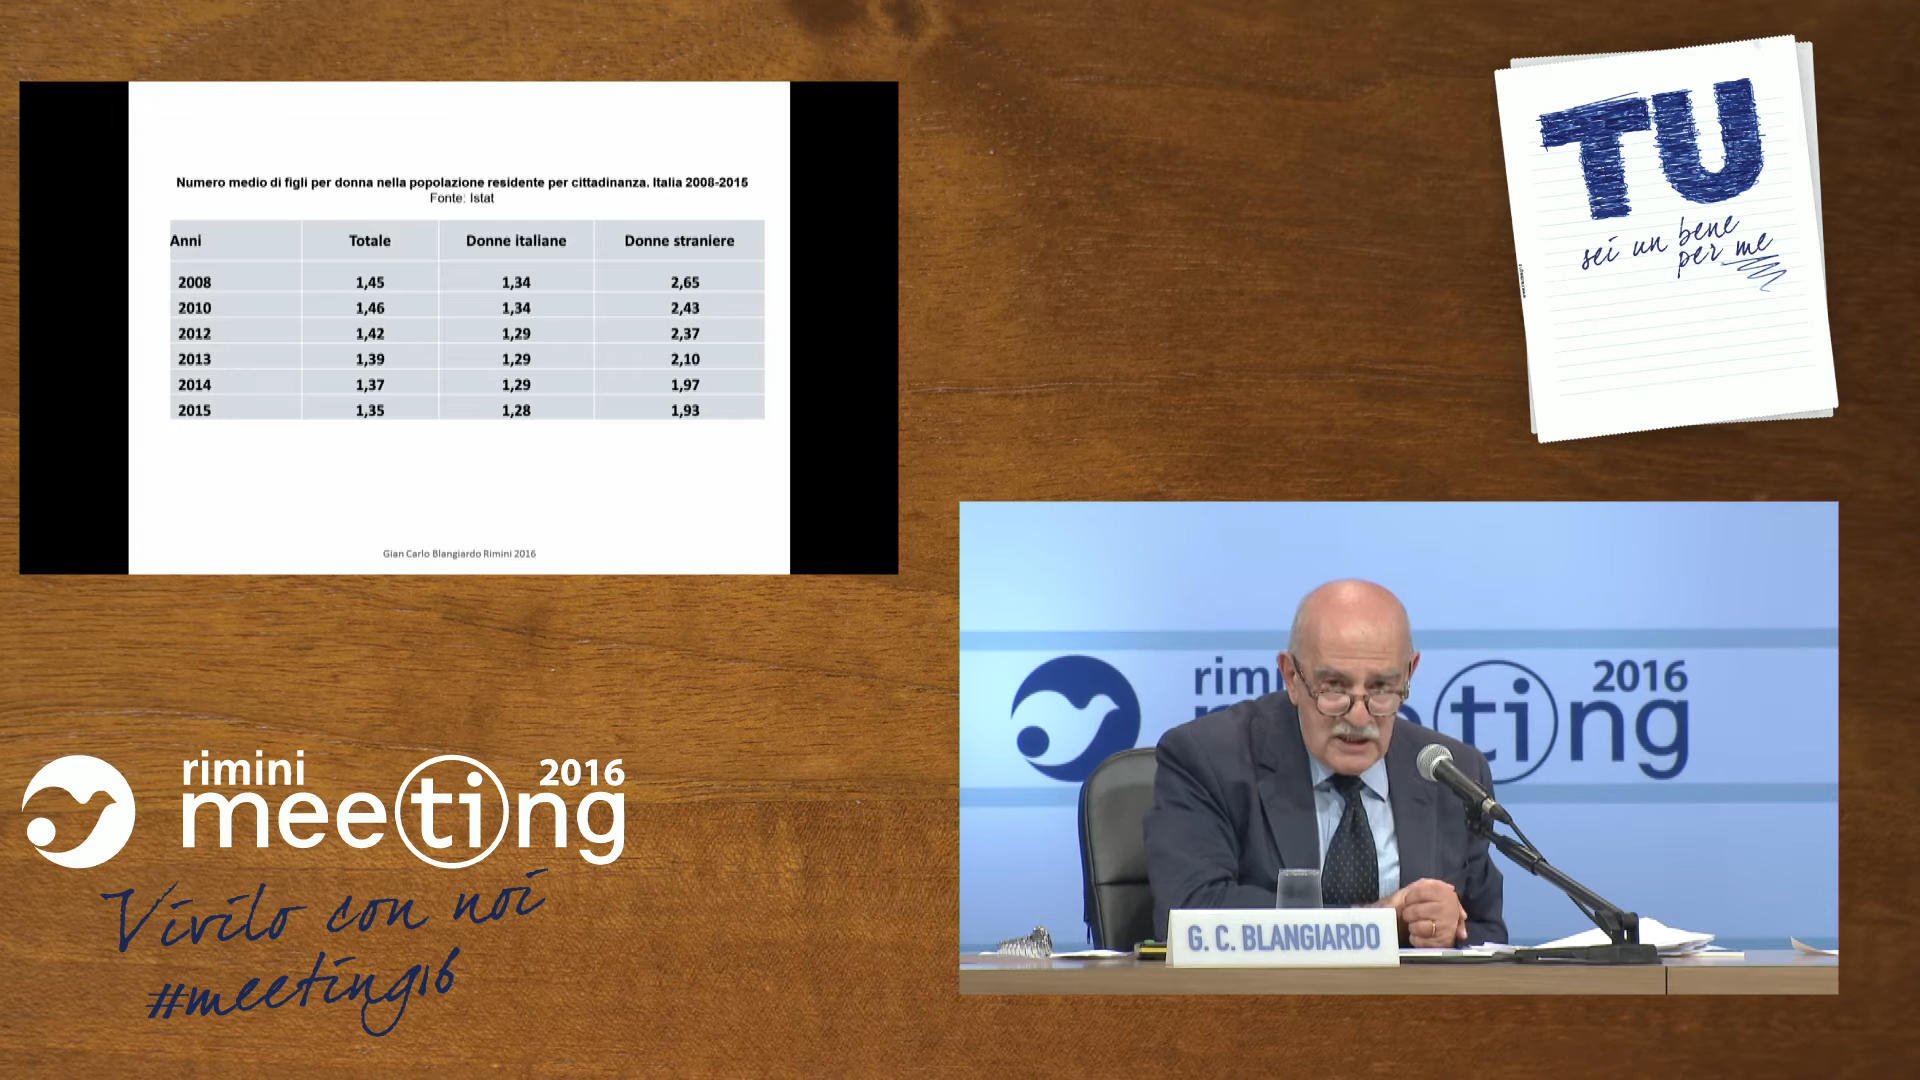 Numero medio di figli per donna nella popolazione residente per cittadinanza. Italia 2008-2015
Fonte: Istat
Anni Totale Donne italiane Donne straniere
2008 1,45 1,34 2,65
2010 1,46 1,34 2,43
2012 1,42 1,29 2,37
2013 1,39 1,29 2,10
2014 1,37 1,29 1,97
2015 1,35 1,28 1,93
Gian Carlo Blangiardo Rimini 2016
TU
sei un bene
per me
rimini 2016
meeting
Vivilo con noi
#meeting16
rimi 2016
ting
G. C. BLANGIARDO